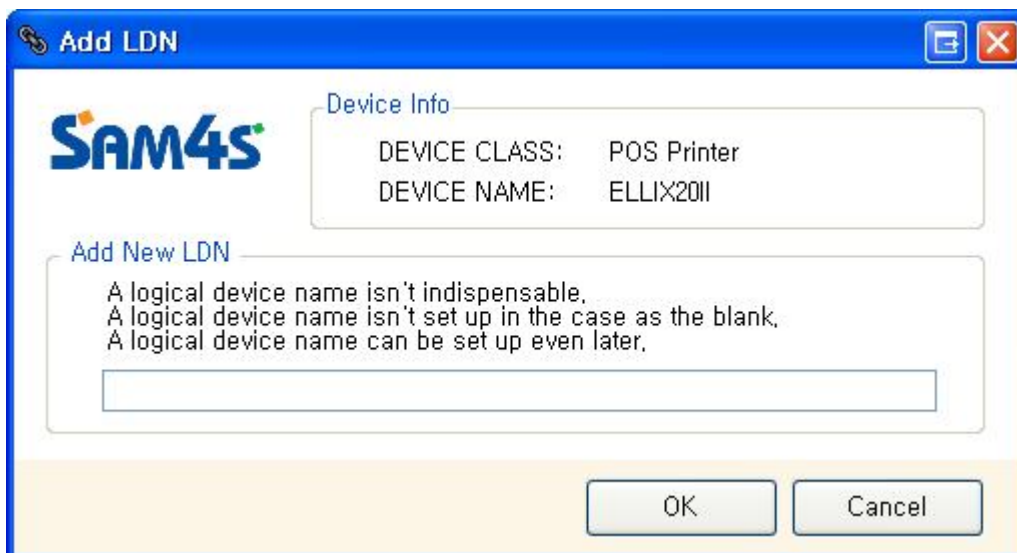 Add LDN
SAM4S
Device Info
DEVICE CLASS: POS Printer
DEVICE NAME: ELLIX20II
Add New LDN
A logical device name isn't indispensable,
A logical device name isn't set up in the case as the blank,
A logical device name can be set up even later,
OK Cancel